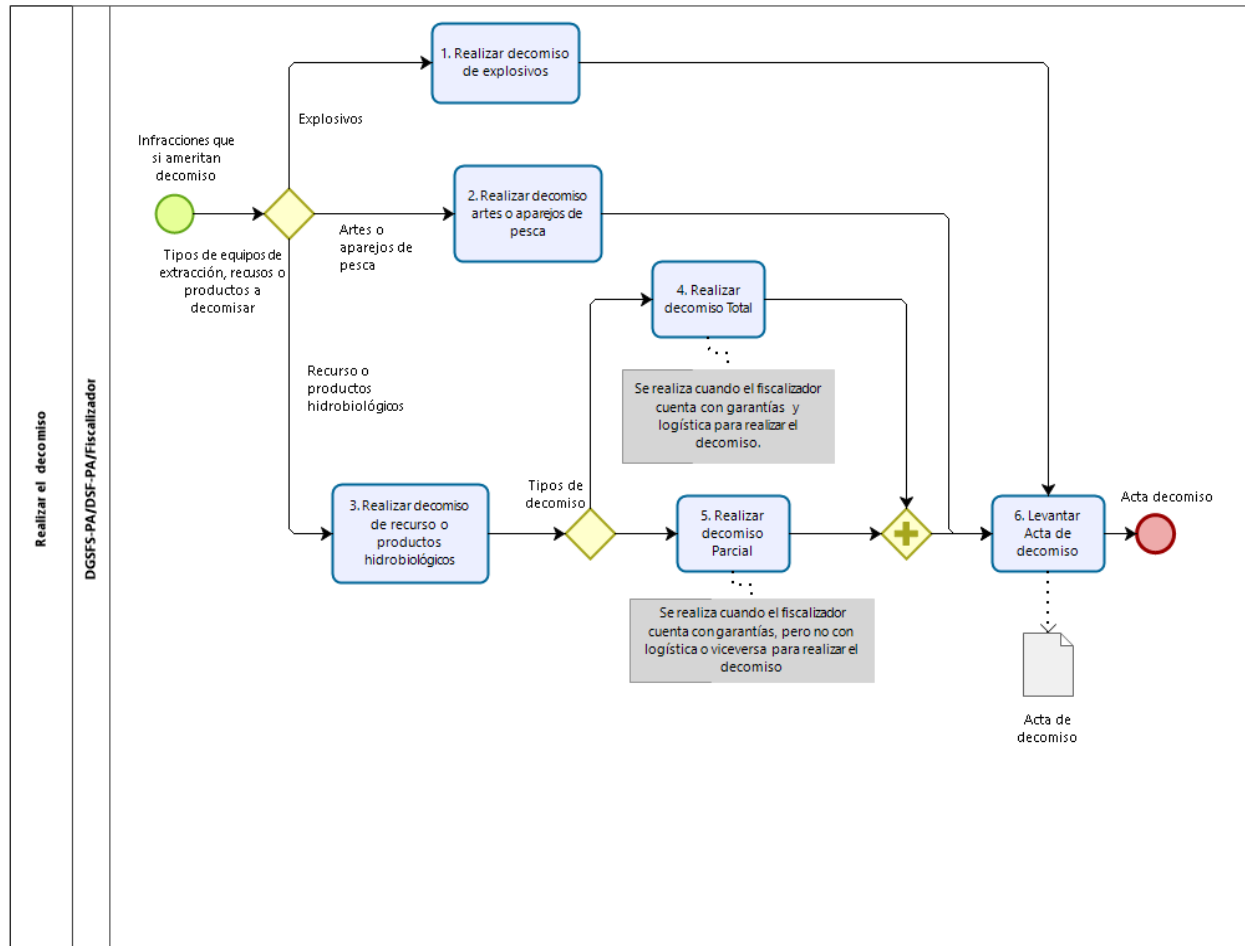 Realizar el decomiso
DGSFS-PA/DSF-PA/Fiscalizador
1. Realizar decomiso
de explosivos
Explosivos
Infracciones que
si ameritan
decomiso
2. Realizar decomiso
artes o aparejos de
pesca
Artes o
aparejos de
pesca
Tipos de equipos de
extracción, recusos o
productos a
decomisar
4. Realizar
decomiso Total
Recurso o
productos
hidrobiológicos
Se realiza cuando el fiscalizador
cuenta con garantías y
logística para realizar el
decomiso.
Tipos de
decomiso
3. Realizar decomiso
de recurso o
productos
hidrobiológicos
5. Realizar
decomiso
Parcial
6. Levantar
Acta de
decomiso
Acta decomiso
Se realiza cuando el fiscalizador
cuenta con garantías, pero no con
logística o viceversa para realizar el
decomiso
Acta de
decomiso